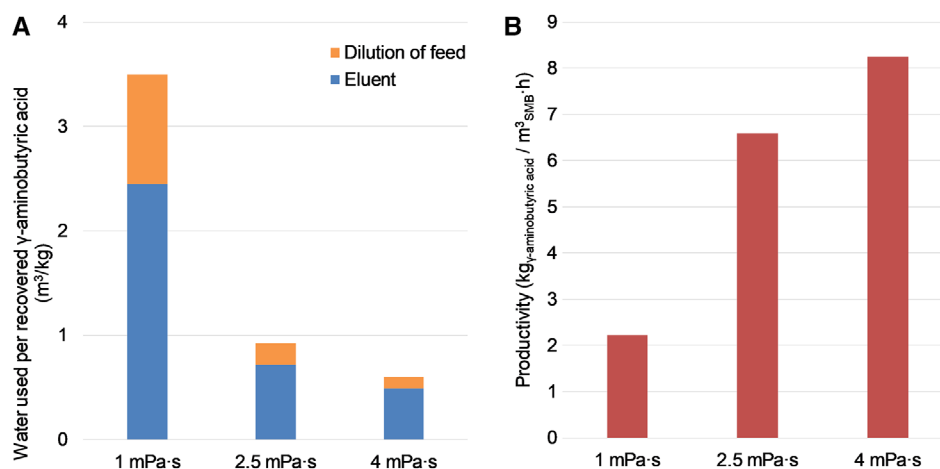 A
Water used per recovered γ-aminobutyric acid
(m³/kg)
4
3
2
1
0
Dilution of feed
Eluent
1 mPa·s
2.5 mPa·s
4 mPa·s
B
Productivity (kgγ-aminobutyric acid / m³SMB·h)
9
8
7
6
5
4
3
2
1
0
1 mPa·s
2.5 mPa·s
4 mPa·s